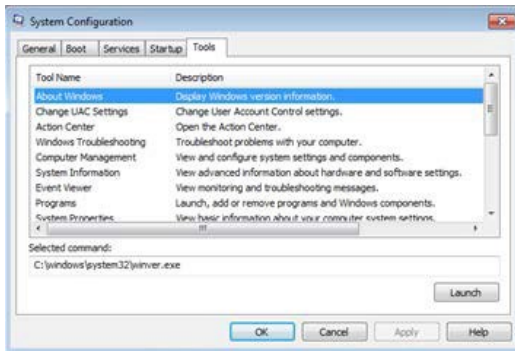 System Configuration
General Boot Services Startup Tools
Tool Name Description
About Windows Display Windows version information.
Change UAC Settings Change User Account Control settings.
Action Center Open the Action Center.
Windows Troubleshooting Troubleshoot problems with your computer.
Computer Management View and configure system settings and components.
System Information View advanced information about hardware and software settings.
Event Viewer View monitoring and troubleshooting messages.
Programs Launch, add or remove programs and Windows components.
System Properties View basic information about your computer system settings.
Selected command:
C:\windows\system32\winver.exe
Launch
OK Cancel Apply Help